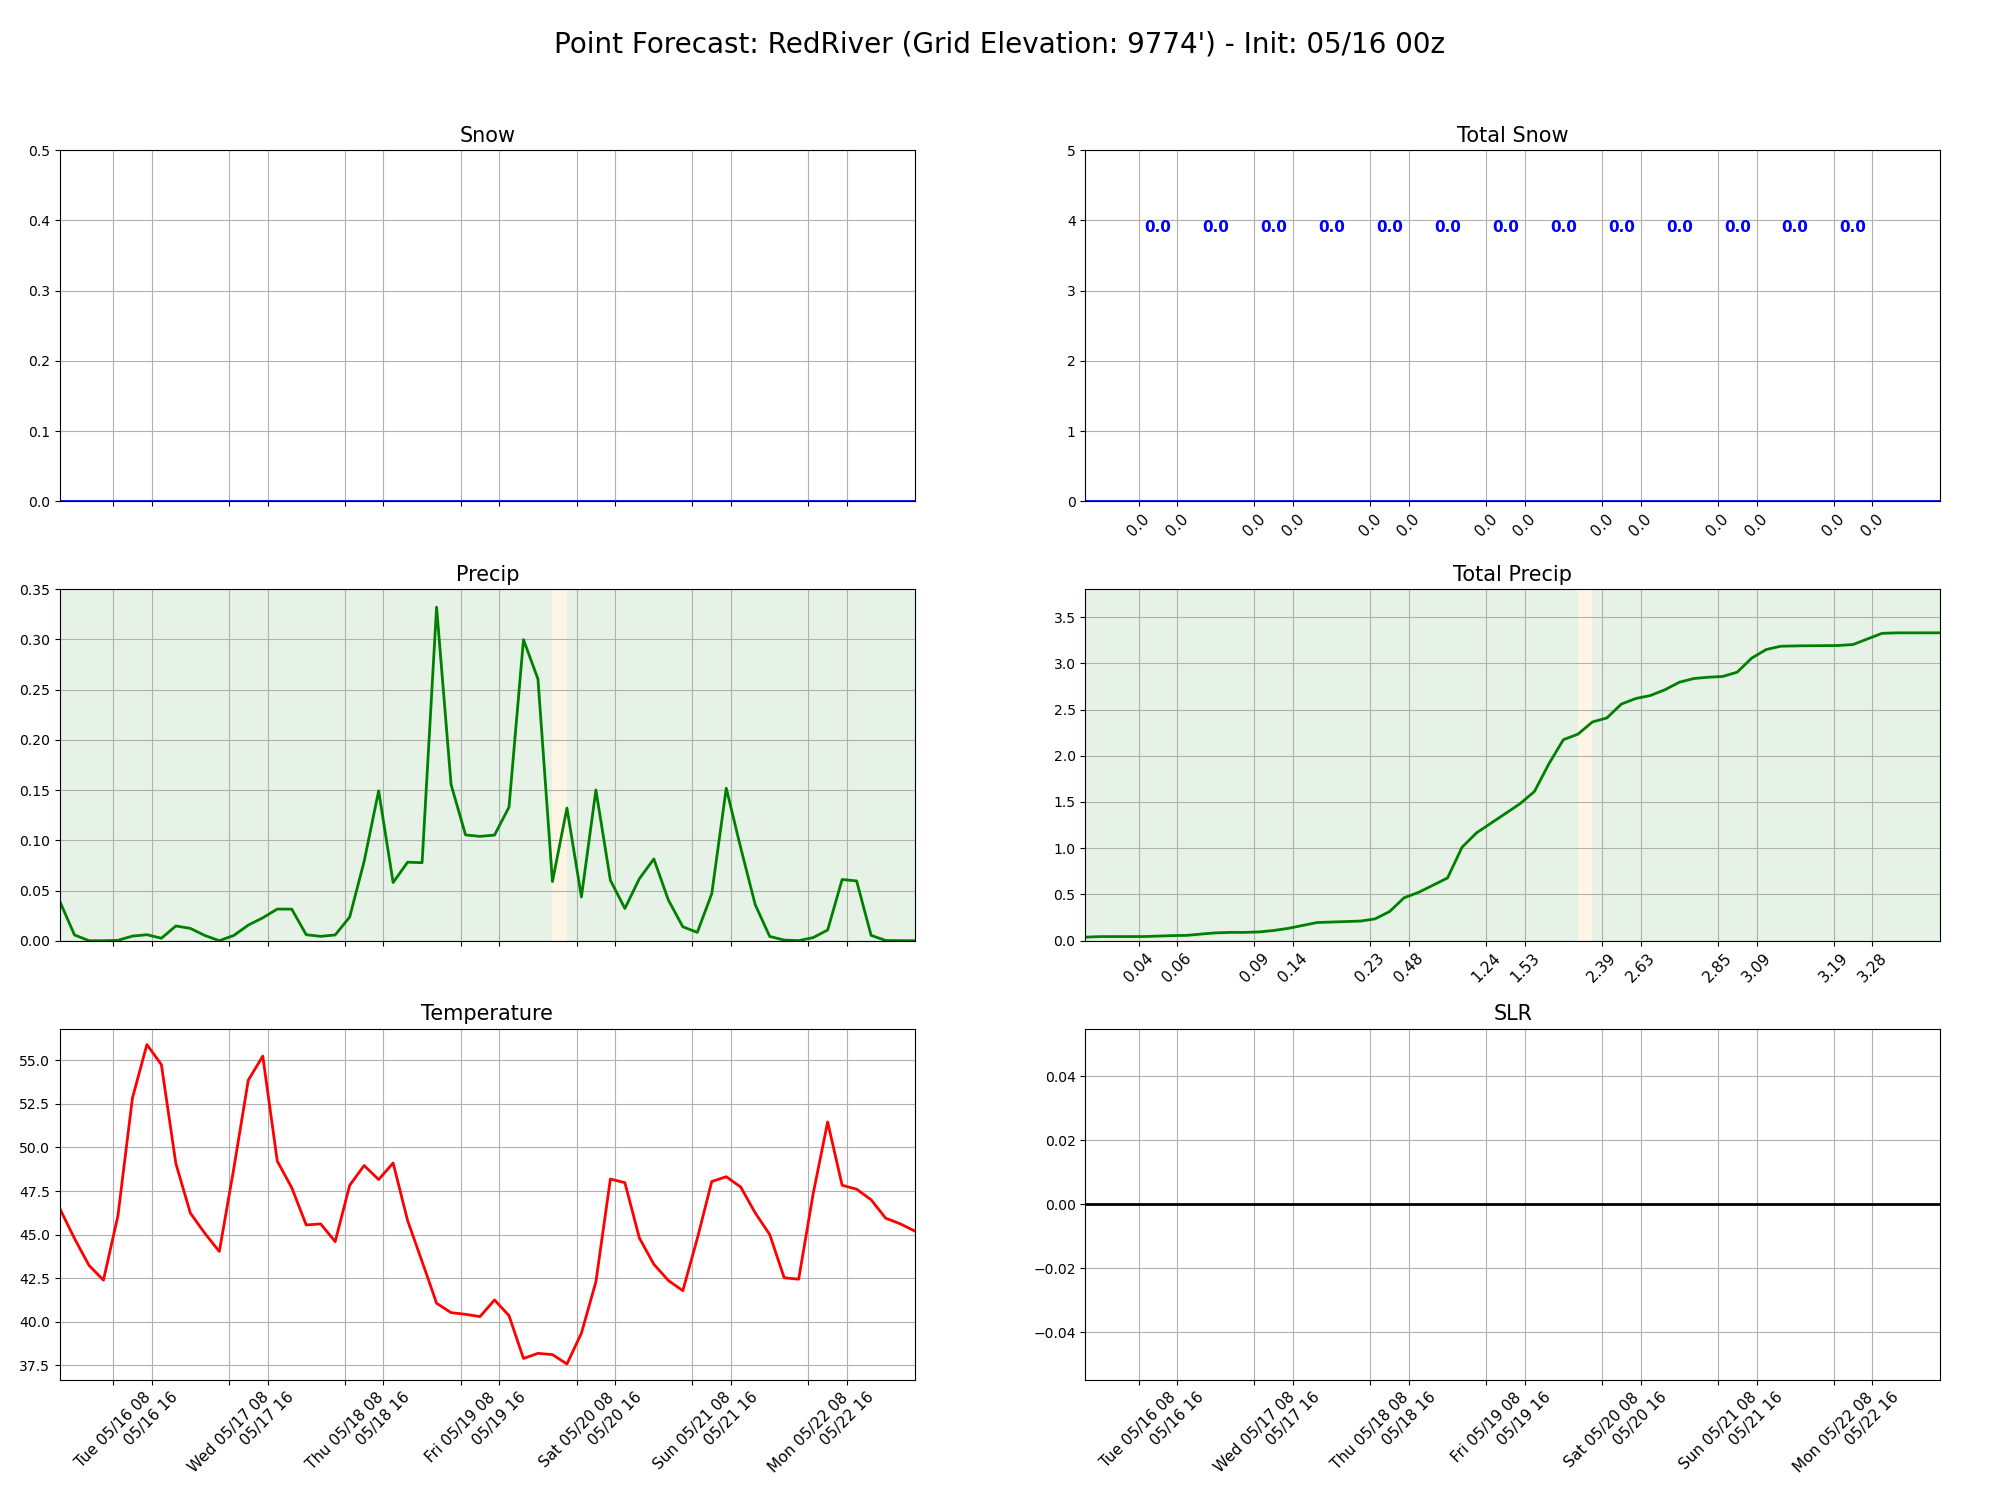 Point Forecast: RedRiver (Grid Elevation: 9774') - Init: 05/16 00z
Snow
0.5
0.4
0.3
0.2
0.1
0.0
Total Snow
5
4
3
2
1
0
0.0 0.0 0.0 0.0 0.0 0.0 0.0 0.0 0.0 0.0 0.0 0.0 0.0
0.0 0.0 0.0 0.0 0.0 0.0 0.0 0.0 0.0 0.0 0.0 0.0 0.0 0.0
Precip
0.35
0.30
0.25
0.20
0.15
0.10
0.05
0.00
Total Precip
3.5
3.0
2.5
2.0
1.5
1.0
0.5
0.0
0.04 0.06 0.09 0.14 0.23 0.48 1.24 1.53 2.39 2.63 2.85 3.09 3.19 3.28
Temperature
55.0
52.5
50.0
47.5
45.0
42.5
40.0
37.5
Tue 05/16 08
05/16 16
Wed 05/17 08
05/17 16
Thu 05/18 08
05/18 16
Fri 05/19 08
05/19 16
Sat 05/20 08
05/20 16
Sun 05/21 08
05/21 16
Mon 05/22 08
05/22 16
SLR
0.04
0.02
0.00
−0.02
−0.04
Tue 05/16 08
05/16 16
Wed 05/17 08
05/17 16
Thu 05/18 08
05/18 16
Fri 05/19 08
05/19 16
Sat 05/20 08
05/20 16
Sun 05/21 08
05/21 16
Mon 05/22 08
05/22 16